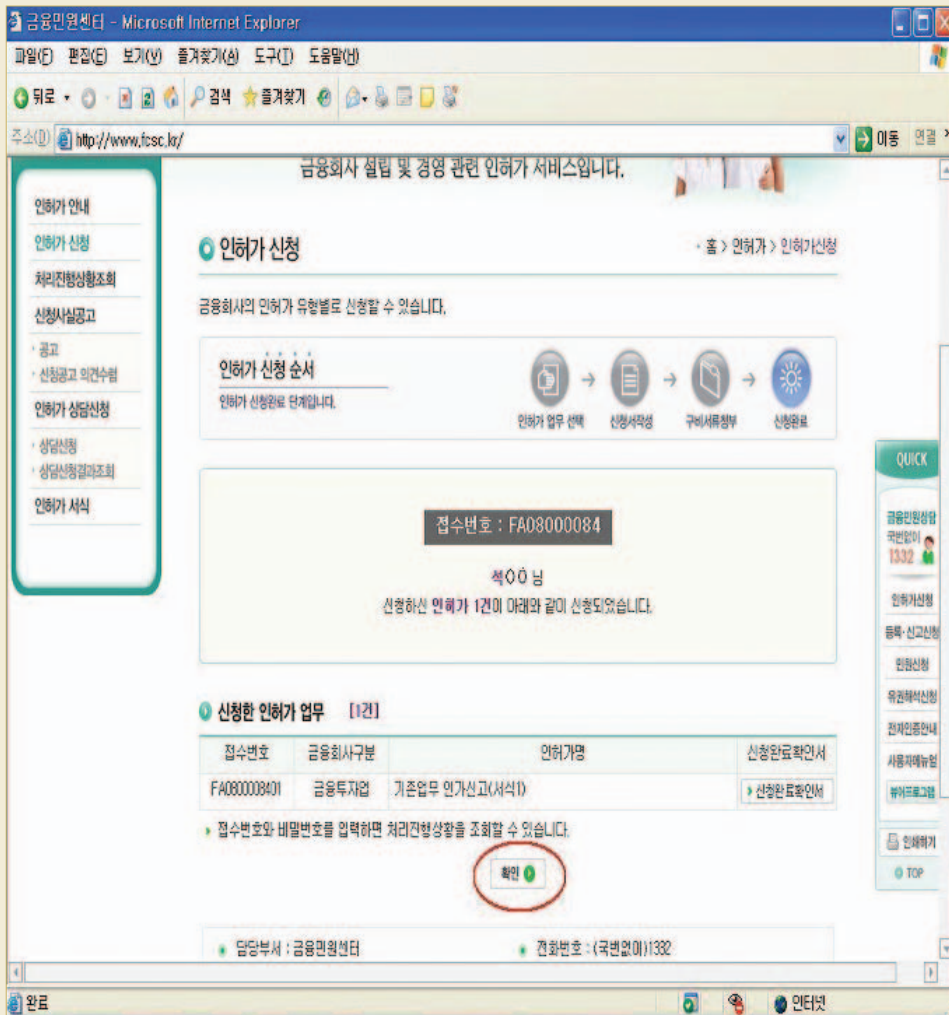 금융민원센터 - Microsoft Internet Explorer
파일(F) 편집(E) 보기(V) 즐겨찾기(A) 도구(T) 도움말(H)
뒤로 검색 즐겨찾기
주소(D) http://www.fcsc.kr/ 이동 연결 »
금융회사 설립 및 경영 관련 인허가 서비스입니다.
인허가 안내
인허가 신청
처리진행상황조회
신청사실공고
· 공고
· 신청공고 의견수렴
인허가 상담신청
· 상담신청
· 상담신청결과조회
인허가 서식
인허가 신청
· 홈 > 인허가 > 인허가신청
금융회사의 인허가 유형별로 신청할 수 있습니다.
인허가 신청 순서
인허가 신청완료 단계입니다.
인허가 업무 선택 → 신청서작성 → 구비서류첨부 → 신청완료
접수번호 : FA08000084
석○○ 님
신청하신 인허가 1건이 아래와 같이 신청되었습니다.
신청한 인허가 업무 [1건]
접수번호 금융회사구분 인허가명 신청완료확인서
FA080008401 금융투자업 기존업무 인가신고(서식1) 신청완료확인서
접수번호와 비밀번호를 입력하면 처리진행상황을 조회할 수 있습니다.
확인
담당부서 : 금융민원센터 전화번호 : (국번없이)1332
QUICK
금융민원상담
국번없이
1332
인허가신청
등록·신고신청
민원신청
유권해석신청
전자인증안내
사용자메뉴얼
뷰어프로그램
인쇄하기
TOP
완료 인터넷